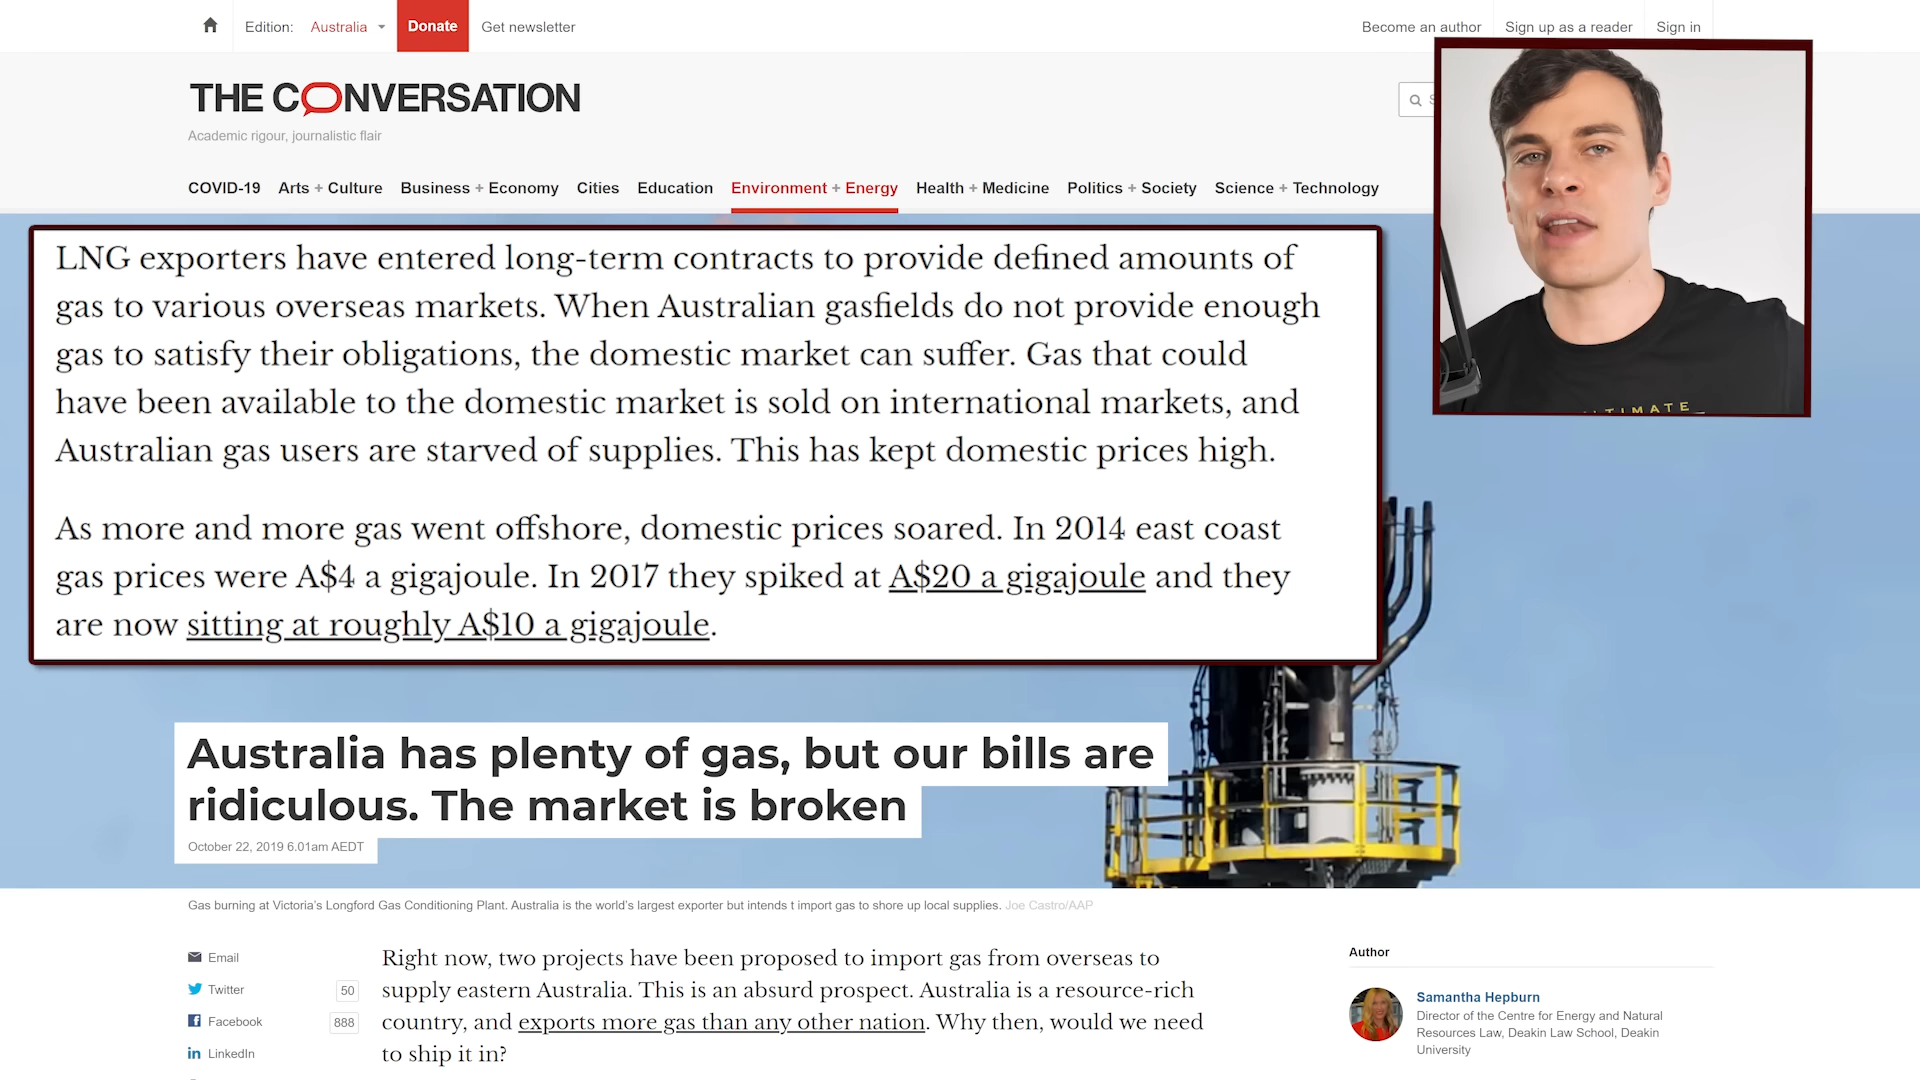 Edition: Australia
Donate
Get newsletter
Become an author
Sign up as a reader
Sign in
THE CONVERSATION
Academic rigour, journalistic flair
COVID-19 Arts + Culture Business + Economy Cities Education Environment + Energy Health + Medicine Politics + Society Science + Technology
LNG exporters have entered long-term contracts to provide defined amounts of
gas to various overseas markets. When Australian gasfields do not provide enough
gas to satisfy their obligations, the domestic market can suffer. Gas that could
have been available to the domestic market is sold on international markets, and
Australian gas users are starved of supplies. This has kept domestic prices high.
As more and more gas went offshore, domestic prices soared. In 2014 east coast
gas prices were A$4 a gigajoule. In 2017 they spiked at A$20 a gigajoule and they
are now sitting at roughly A$10 a gigajoule.
Australia has plenty of gas, but our bills are
ridiculous. The market is broken
October 22, 2019 6.01am AEDT
Gas burning at Victoria's Longford Gas Conditioning Plant. Australia is the world's largest exporter but intends t import gas to shore up local supplies. Joe Castro/AAP
Email
Twitter 50
Facebook 888
LinkedIn
Right now, two projects have been proposed to import gas from overseas to
supply eastern Australia. This is an absurd prospect. Australia is a resource-rich
country, and exports more gas than any other nation. Why then, would we need
to ship it in?
Author
Samantha Hepburn
Director of the Centre for Energy and Natural
Resources Law, Deakin Law School, Deakin
University